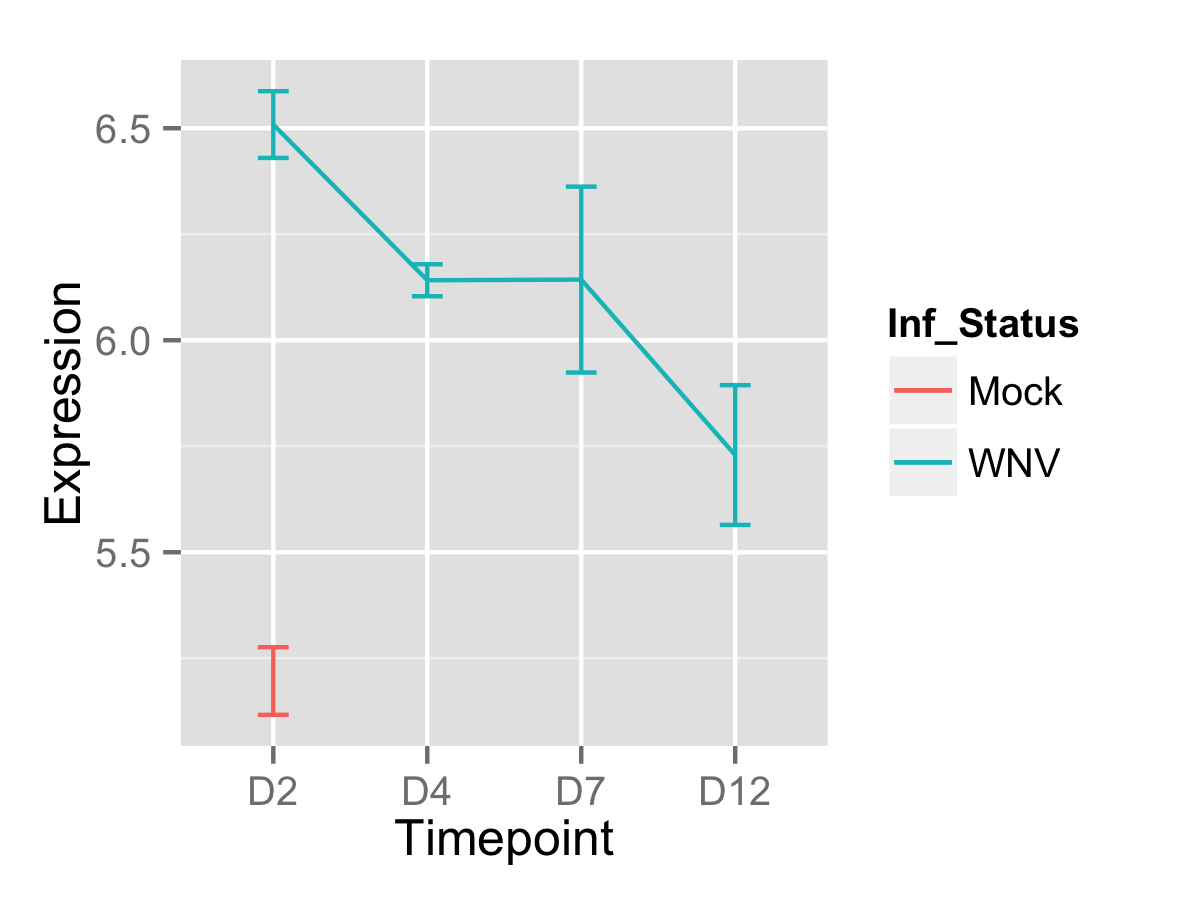 Expression
6.5
6.0
5.5
D2 D4 D7 D12
Timepoint
Inf_Status
Mock
WNV